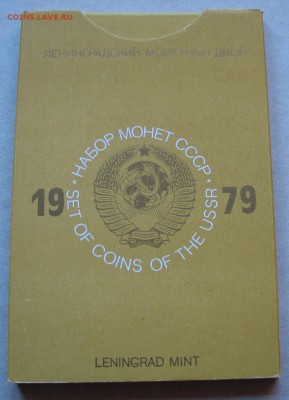 COINS.LAVE.RU
ЛЕНИНГРАДСКИЙ МОНЕТНЫЙ ДВОР
* НАБОР МОНЕТ СССР *
19 79
SET OF COINS OF THE USSR
LENINGRAD MINT